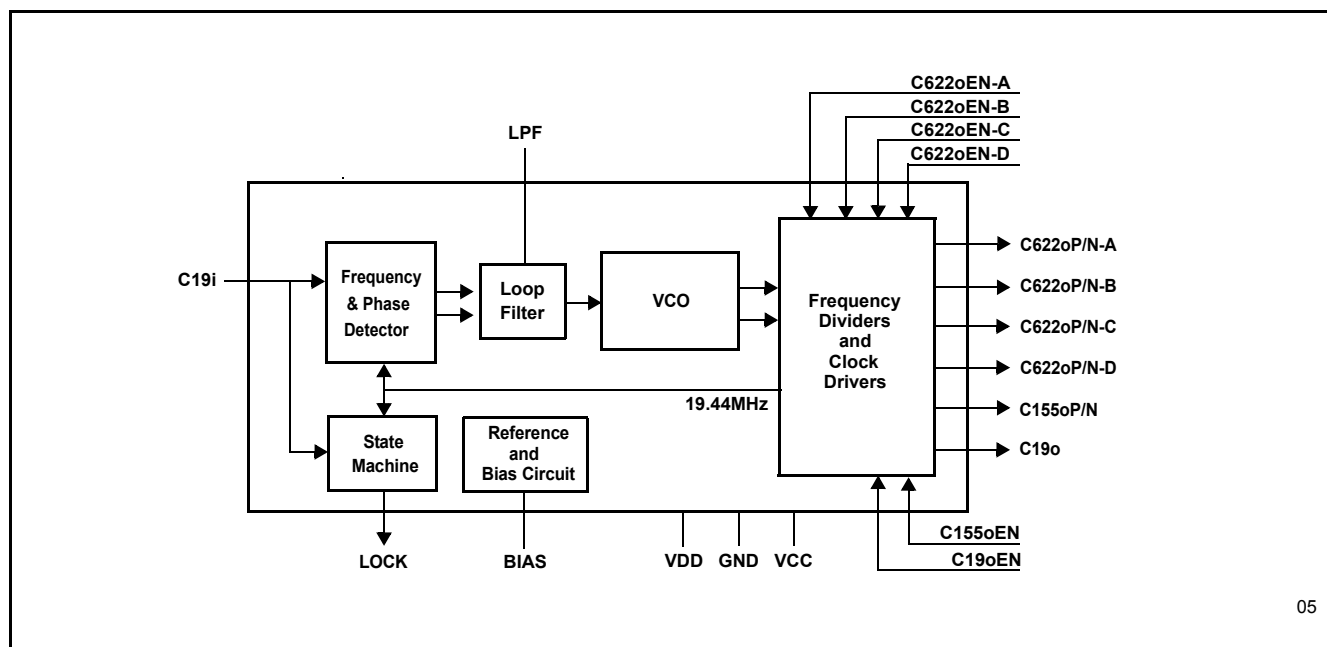 C622oEN-A
C622oEN-B
C622oEN-C
C622oEN-D
LPF
C19i
Frequency
& Phase
Detector
Loop
Filter
VCO
Frequency
Dividers
and
Clock
Drivers
C622oP/N-A
C622oP/N-B
C622oP/N-C
C622oP/N-D
C155oP/N
C19o
19.44MHz
State
Machine
Reference
and
Bias Circuit
LOCK
BIAS
VDD
GND
VCC
C155oEN
C19oEN
05